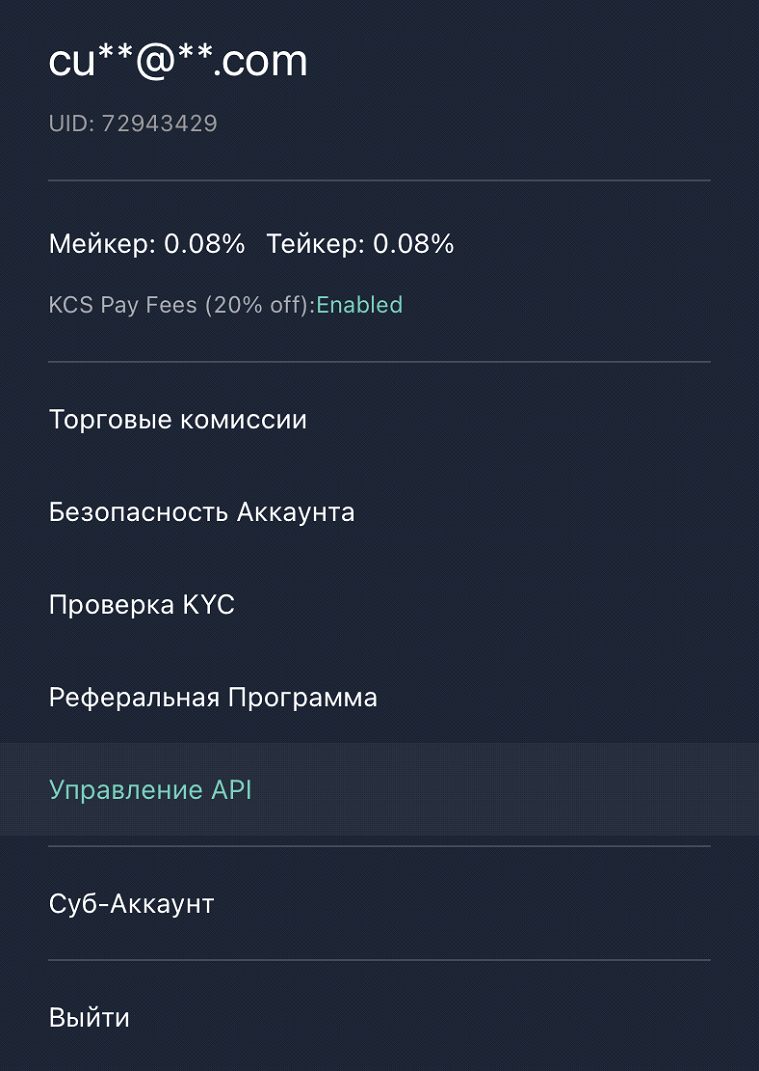 cu**@**.com
UID: 72943429
Мейкер: 0.08% Тейкер: 0.08%
KCS Pay Fees (20% off):Enabled
Торговые комиссии
Безопасность Аккаунта
Проверка KYC
Реферальная Программа
Управление API
Суб-Аккаунт
Выйти